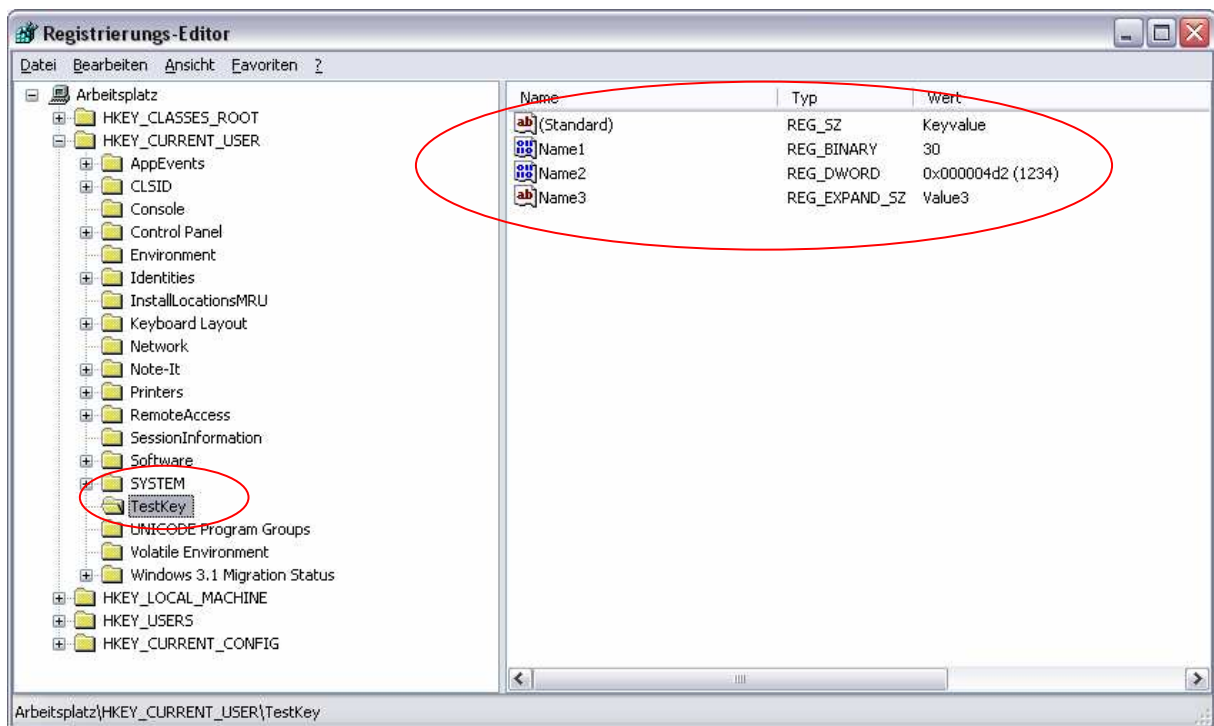 Registrierungs-Editor
Datei Bearbeiten Ansicht Favoriten ?
Arbeitsplatz
HKEY_CLASSES_ROOT
HKEY_CURRENT_USER
AppEvents
CLSID
Console
Control Panel
Environment
Identities
InstallLocationsMRU
Keyboard Layout
Network
Note-It
Printers
RemoteAccess
SessionInformation
Software
SYSTEM
TestKey
UNICODE Program Groups
Volatile Environment
Windows 3.1 Migration Status
HKEY_LOCAL_MACHINE
HKEY_USERS
HKEY_CURRENT_CONFIG
Name Typ Wert
(Standard) REG_SZ Keyvalue
Name1 REG_BINARY 30
Name2 REG_DWORD 0x000004d2 (1234)
Name3 REG_EXPAND_SZ Value3
Arbeitsplatz\HKEY_CURRENT_USER\TestKey